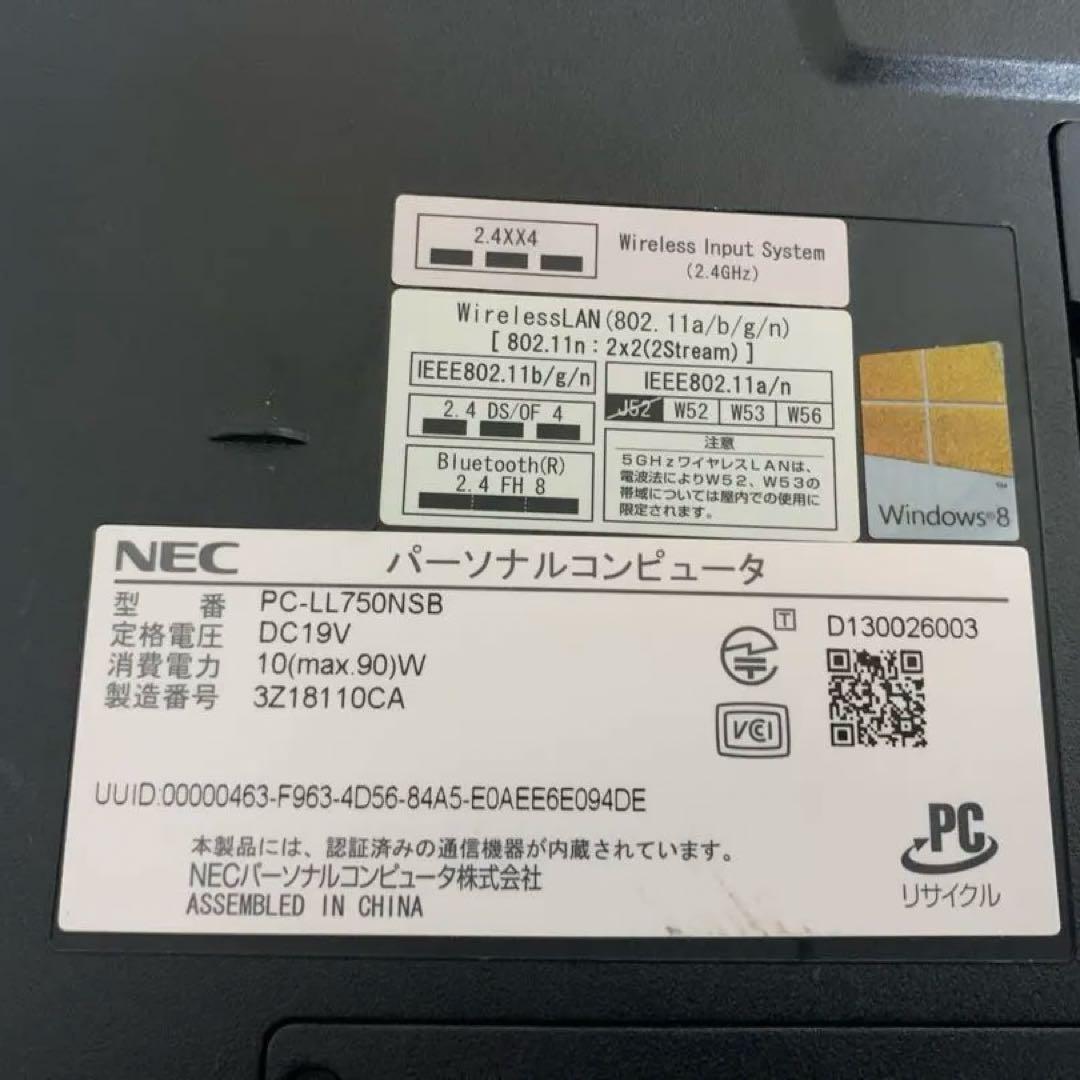 2.4XX4
Wireless Input System
(2.4GHz)
WirelessLAN(802.11a/b/g/n)
[ 802.11n : 2x2(2Stream) ]
IEEE802.11b/g/n
2.4 DS/OF 4
Bluetooth(R)
2.4 FH 8
IEEE802.11a/n
J52 W52 W53 W56
注意
5GHzワイヤレスLANは、
電波法によりW52、W53の
帯域については屋内での使用に
限定されます。
Windows®8
NEC パーソナルコンピュータ
型 番 PC-LL750NSB
定格電圧 DC19V
消費電力 10(max.90)W
製造番号 3Z18110CA
T
D130026003
VCI
UUID:00000463-F963-4D56-84A5-E0AEE6E094DE
本製品には、認証済みの通信機器が内蔵されています。
NECパーソナルコンピュータ株式会社
ASSEMBLED IN CHINA
PC
リサイクル